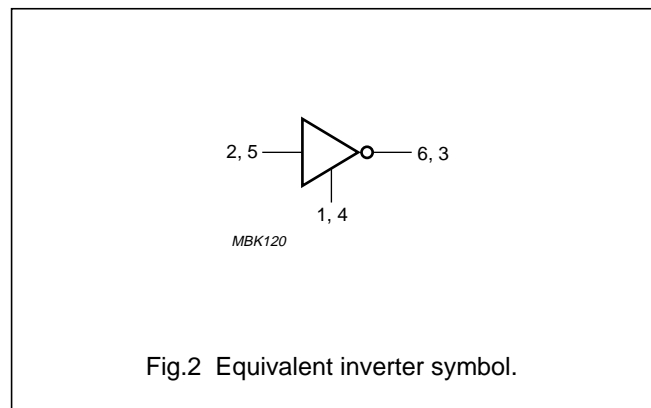 2, 5 6, 3
1, 4
MBK120
Fig.2 Equivalent inverter symbol.